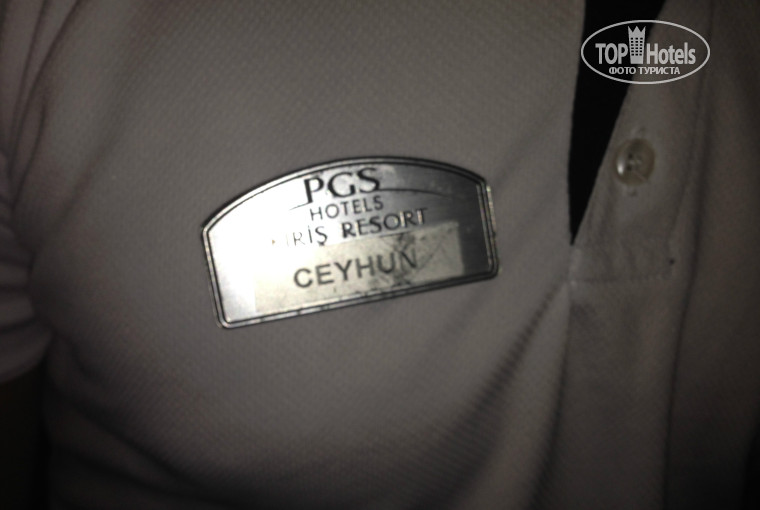 TOP Hotels
ФОТО ТУРИСТА
PGS
HOTELS
RESORT
CEYHUN